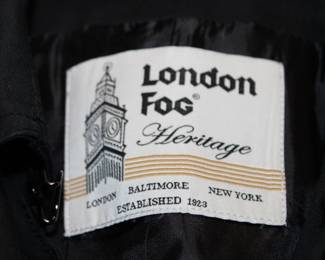 London
Fog®
Heritage
LONDON BALTIMORE NEW YORK
ESTABLISHED 1923